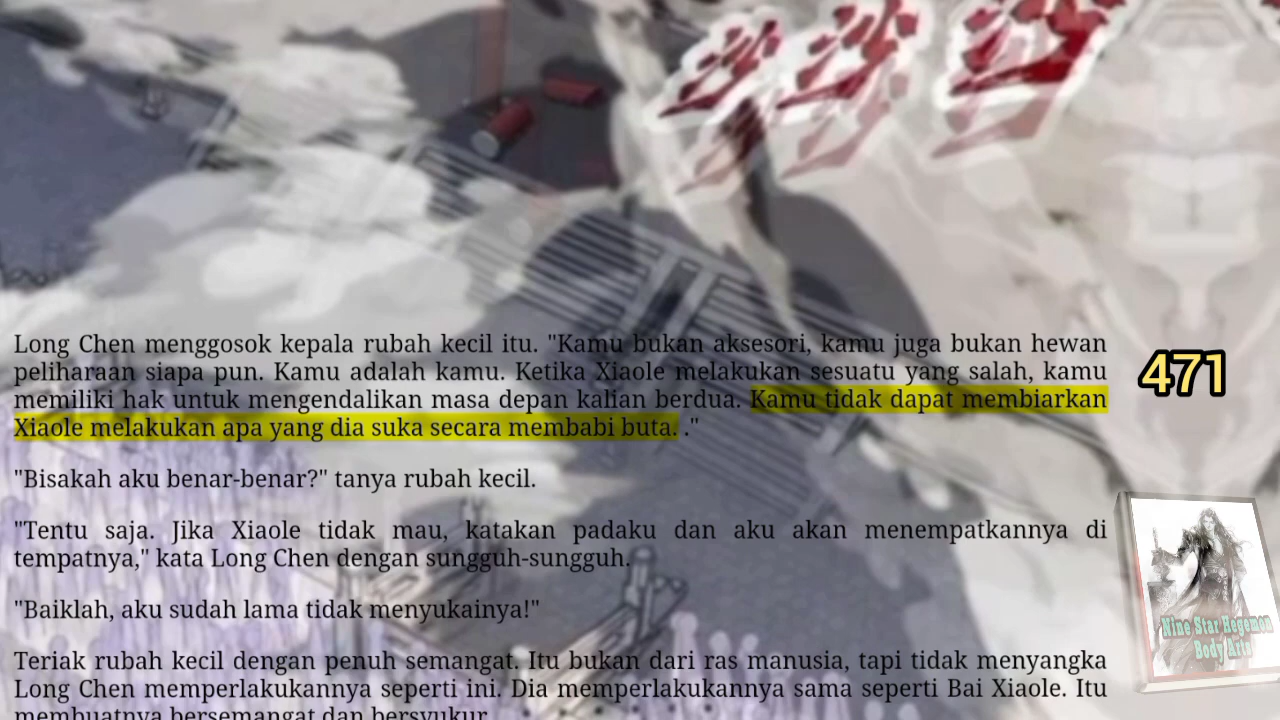 Long Chen menggosok kepala rubah kecil itu. "Kamu bukan aksesori, kamu juga bukan hewan
peliharaan siapa pun. Kamu adalah kamu. Ketika Xiaole melakukan sesuatu yang salah, kamu
memiliki hak untuk mengendalikan masa depan kalian berdua. Kamu tidak dapat membiarkan
Xiaole melakukan apa yang dia suka secara membabi buta. ."
471
"Bisakah aku benar-benar?" tanya rubah kecil.
"Tentu saja. Jika Xiaole tidak mau, katakan padaku dan aku akan menempatkannya di
tempatnya," kata Long Chen dengan sungguh-sungguh.
"Baiklah, aku sudah lama tidak menyukainya!"
Nine Star Hegemon
Body Arts
Teriak rubah kecil dengan penuh semangat. Itu bukan dari ras manusia, tapi tidak menyangka
Long Chen memperlakukannya seperti ini. Dia memperlakukannya sama seperti Bai Xiaole. Itu
membuatnya bersemangat dan bersyukur.